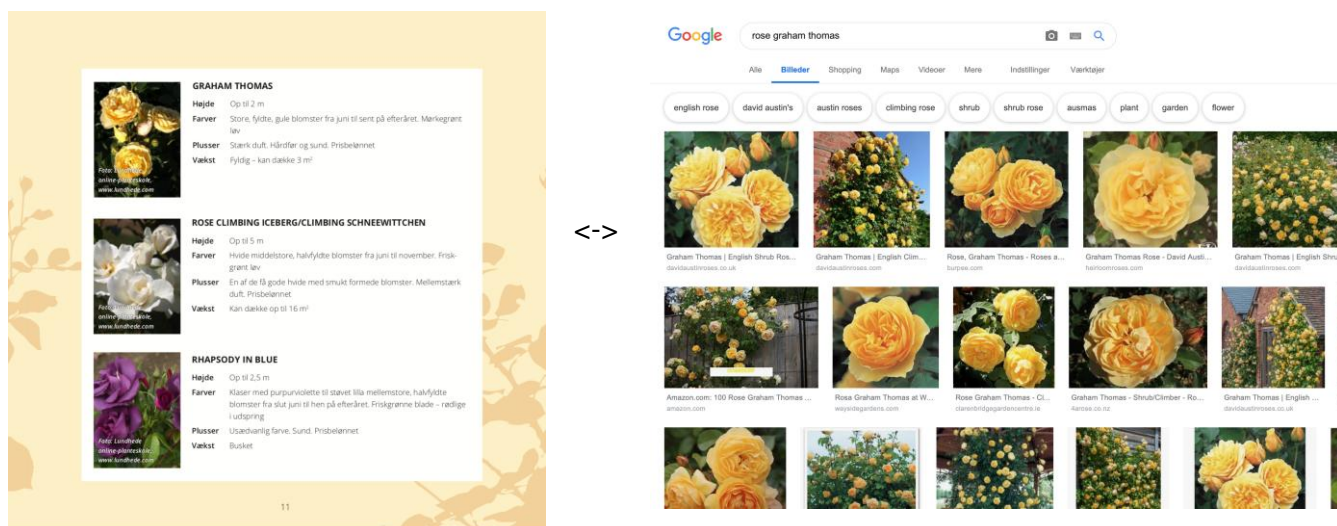 GRAHAM THOMAS
Højde Op til 2 m
Farver Store, fyldte, gule blomster fra juni til sent på efteråret. Mørkegrønt
løv
Plusser Stærk duft. Hårdfør og sund. Prisbelønnet
Vækst Fyldig – kan dække 3 m²
Foto: Lundhede
online-planteskole,
www.lundhede.com
ROSE CLIMBING ICEBERG/CLIMBING SCHNEEWITTCHEN
Højde Op til 5 m
Farver Hvide middelstore, halvfyldte blomster fra juni til november. Frisk-
grønt løv
Plusser En af de få gode hvide med smukt formede blomster. Mellemstærk
duft. Prisbelønnet
Vækst Kan dække op til 16 m²
Foto: Lundhede
online-planteskole,
www.lundhede.com
RHAPSODY IN BLUE
Højde Op til 2,5 m
Farver Klaser med purpurviolette til støvet lilla mellemstore, halvfyldte
blomster fra slut juni til hen på efteråret. Friskgrønne blade – rødlige
i udspring
Plusser Usædvanlig farve. Sund. Prisbelønnet
Vækst Busket
Foto: Lundhede
online-planteskole,
www.lundhede.com
11
<->
Google rose graham thomas
Alle Billeder Shopping Maps Videoer Mere Indstillinger Værktøjer
english rose david austin's austin roses climbing rose shrub shrub rose ausmas plant garden flower
Graham Thomas | English Shrub Ros... Graham Thomas | English Clim... Rose, Graham Thomas - Roses a... Graham Thomas Rose - David Austi... Graham Thomas | English Shru
davidaustinroses.co.uk davidaustinroses.com burpee.com heirloomroses.com davidaustinroses.com
Amazon.com: 100 Rose Graham Thomas ... Rosa Graham Thomas at W... Rose Graham Thomas - Cl... Graham Thomas - Shrub/Climber - Ro... Graham Thomas | English ...
amazon.com waysidegardens.com clarenbridgegardencentre.ie 4arose.co.nz davidaustinroses.co.uk